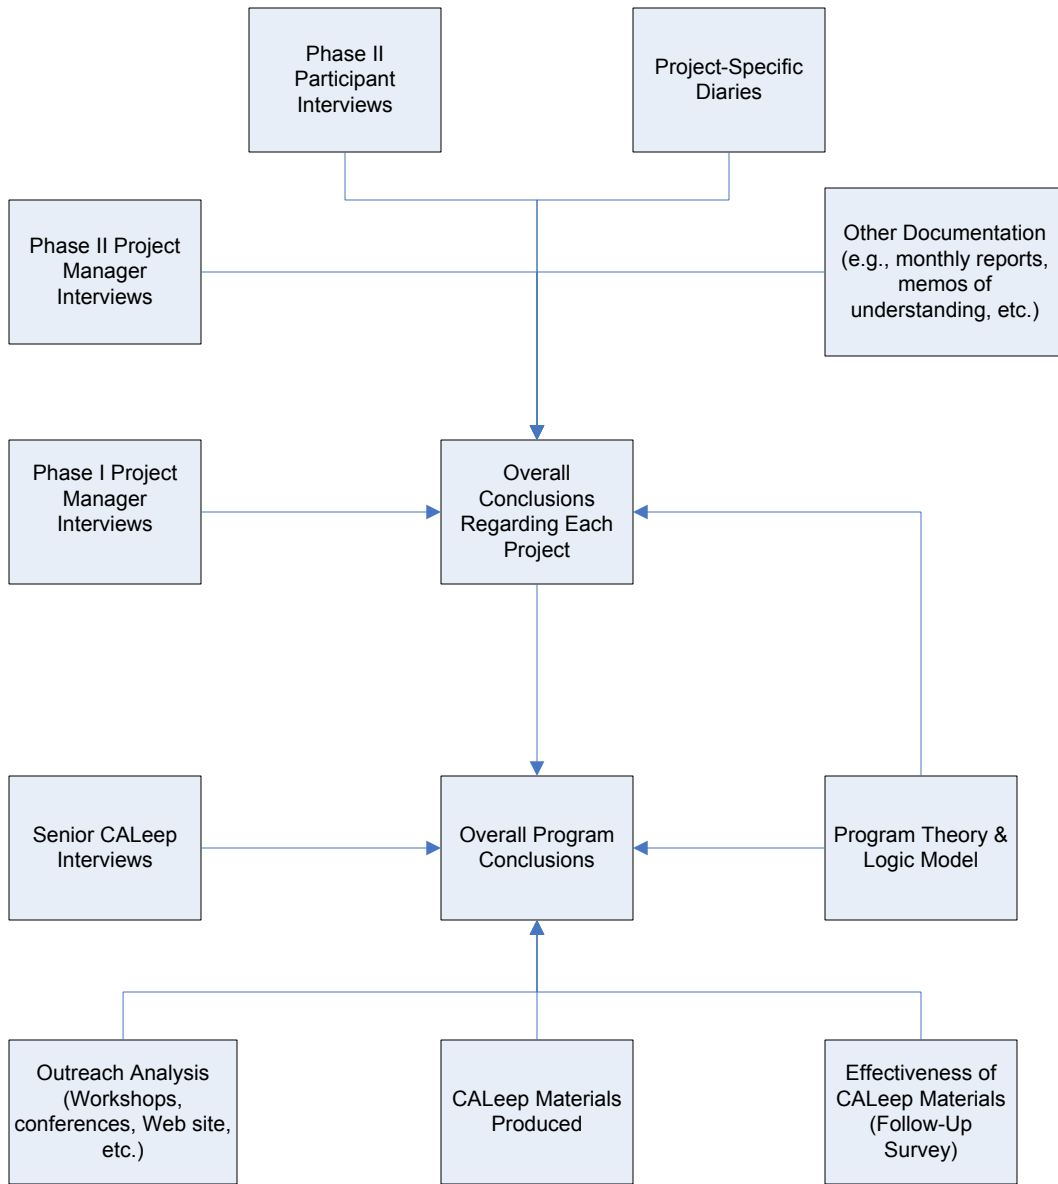 Phase II
Participant
Interviews
Project-Specific
Diaries
Phase II Project
Manager
Interviews
Other Documentation
(e.g., monthly reports,
memos of
understanding, etc.)
Phase I Project
Manager
Interviews
Overall
Conclusions
Regarding Each
Project
Senior CALeep
Interviews
Overall Program
Conclusions
Program Theory &
Logic Model
Outreach Analysis
(Workshops,
conferences, Web site,
etc.)
CALeep Materials
Produced
Effectiveness of
CALeep Materials
(Follow-Up
Survey)